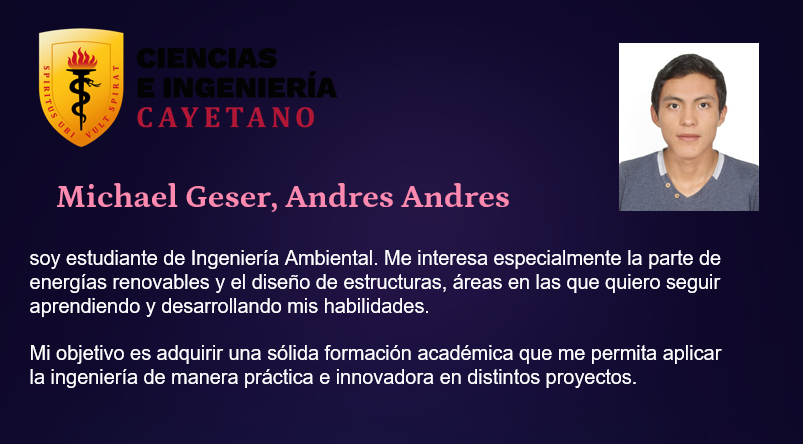 SPIRITUS UBI VULT SPIRAT
CIENCIAS
E INGENIERÍA
CAYETANO
Michael Geser, Andres Andres
soy estudiante de Ingeniería Ambiental. Me interesa especialmente la parte de
energías renovables y el diseño de estructuras, áreas en las que quiero seguir
aprendiendo y desarrollando mis habilidades.
Mi objetivo es adquirir una sólida formación académica que me permita aplicar
la ingeniería de manera práctica e innovadora en distintos proyectos.